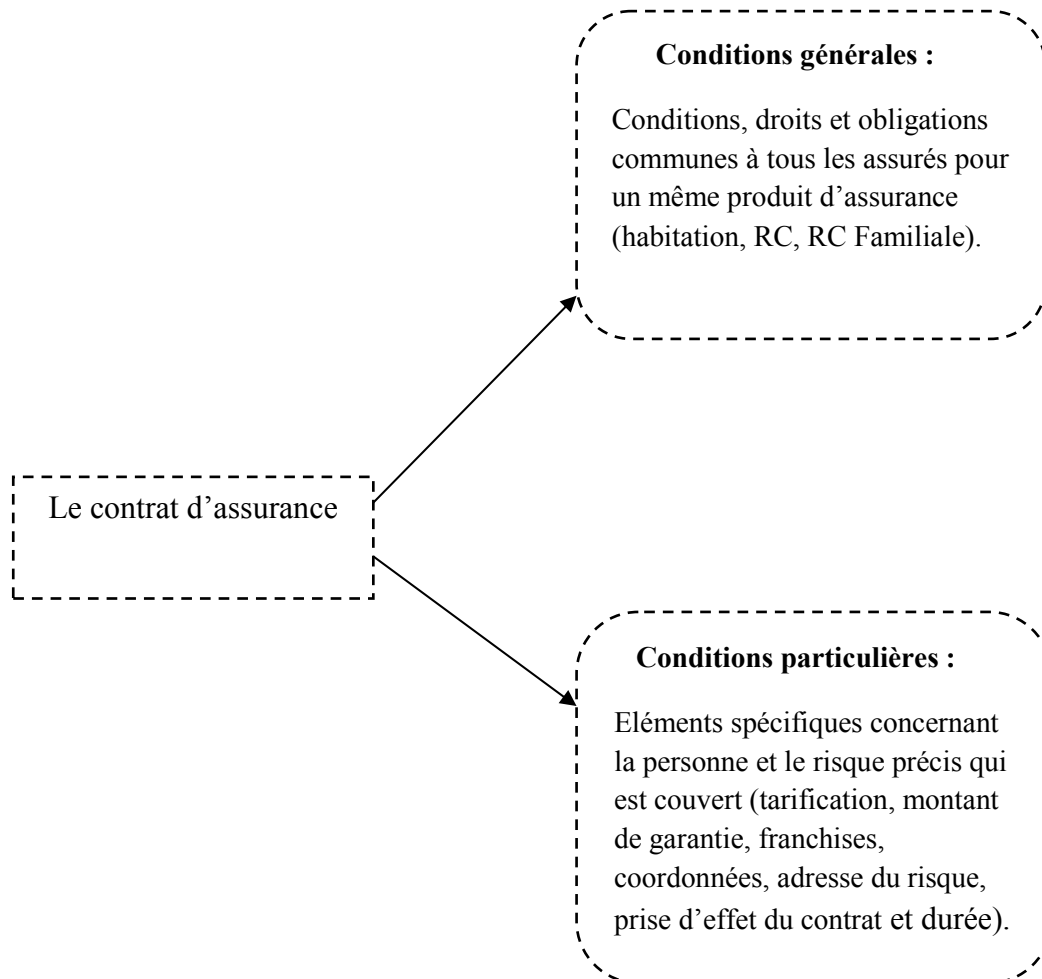 Conditions générales :
Conditions, droits et obligations
communes à tous les assurés pour
un même produit d’assurance
(habitation, RC, RC Familiale).
Le contrat d’assurance
Conditions particulières :
Eléments spécifiques concernant
la personne et le risque précis qui
est couvert (tarification, montant
de garantie, franchises,
coordonnées, adresse du risque,
prise d’effet du contrat et durée).